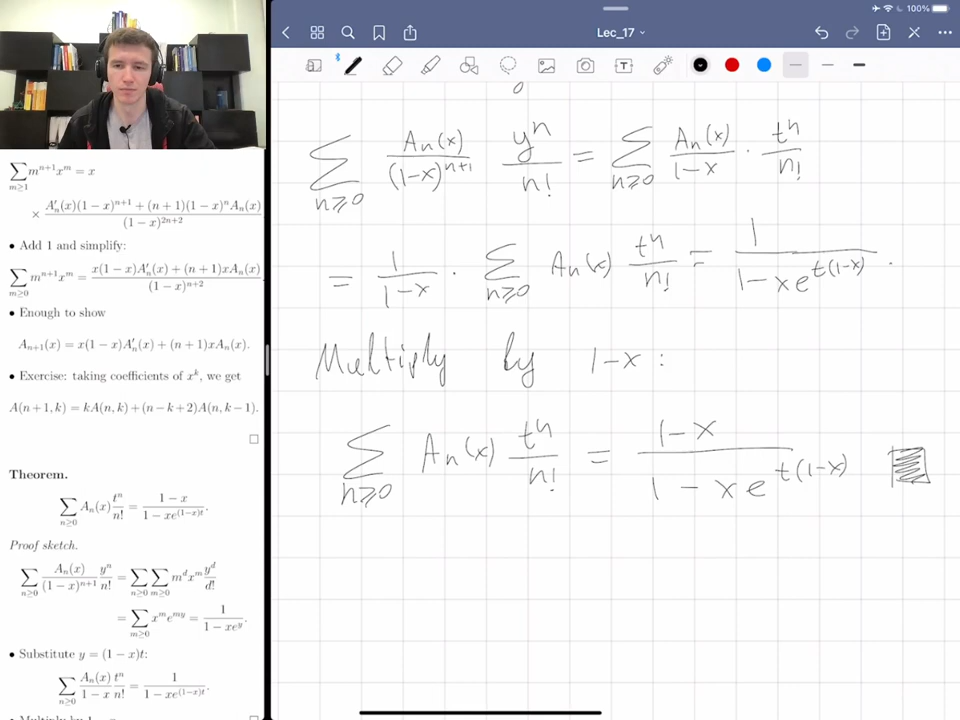 100%
Lec_17
∑_{m≥1} m^{n+1}x^m = x
× (A′_n(x)(1−x)^{n+1} + (n+1)(1−x)^n A_n(x)) / (1−x)^{2n+2}
• Add 1 and simplify:
∑_{m≥0} m^{n+1}x^m = (x(1−x)A′_n(x) + (n+1)xA_n(x)) / (1−x)^{n+2}
• Enough to show
A_{n+1}(x) = x(1−x)A′_n(x) + (n+1)xA_n(x).
• Exercise: taking coefficients of x^k, we get
A(n+1,k) = kA(n,k)+(n−k+2)A(n,k−1).
□
Theorem.
∑_{n≥0} A_n(x) t^n/n! = (1−x) / (1−xe^{(1−x)t}).
Proof sketch.
∑_{n≥0} A_n(x)/(1−x)^{n+1} y^n/n! = ∑_{n≥0} ∑_{m≥0} m^d x^m y^d/d!
= ∑_{m≥0} x^m e^{my} = 1/(1−xe^y).
• Substitute y = (1−x)t:
∑_{n≥0} A_n(x)/(1−x) t^n/n! = 1/(1−xe^{(1−x)t}).
∑_{n≥0} A_n(x)/(1-x)^{n+1} y^n/n! = ∑_{n≥0} A_n(x)/(1-x) · t^n/n!
= 1/(1-x) · ∑_{n≥0} A_n(x) t^n/n! = 1/(1-xe^{t(1-x)}) .
Multiply by 1-x :
∑_{n≥0} A_n(x) t^n/n! = (1-x)/(1-xe^{t(1-x)})